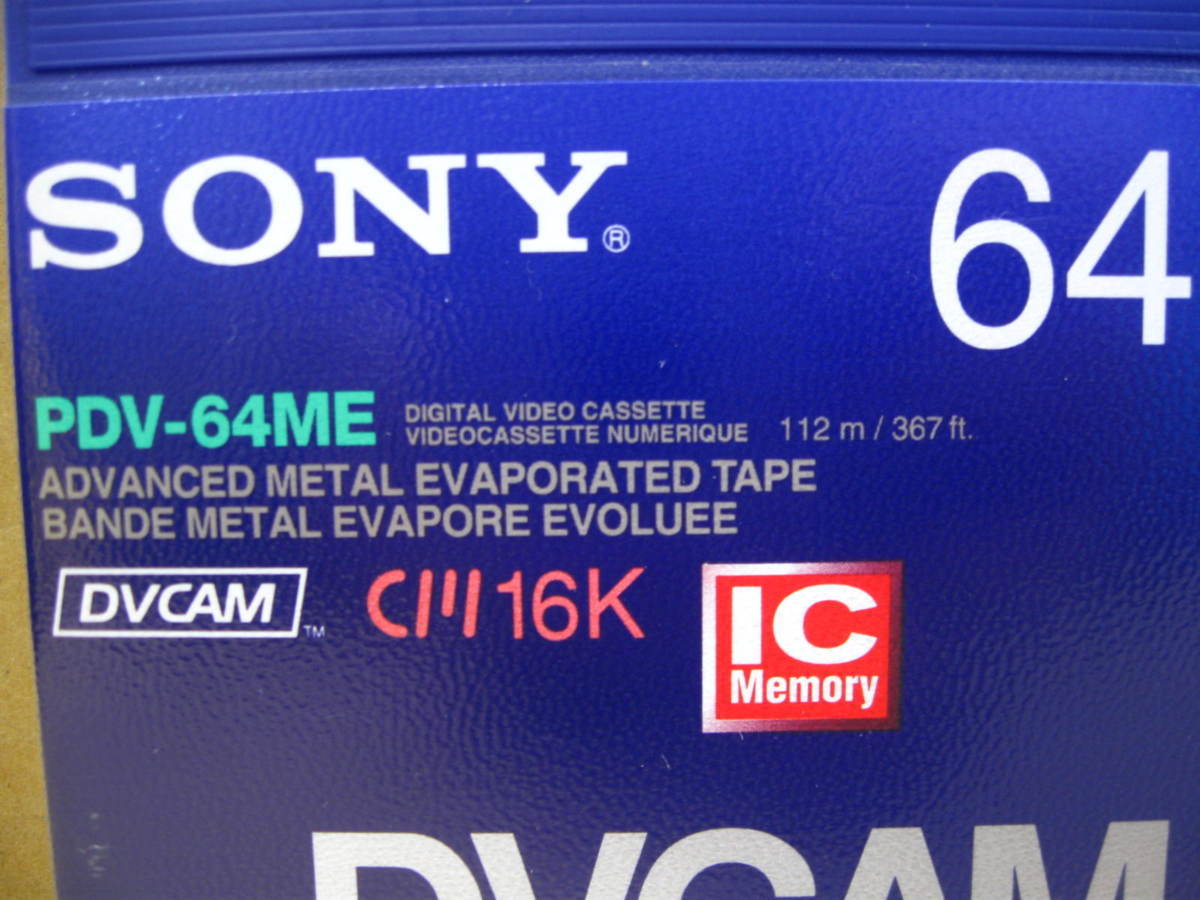 SONY® 64
PDV-64ME
DIGITAL VIDEO CASSETTE
VIDEOCASSETTE NUMERIQUE
112 m / 367 ft.
ADVANCED METAL EVAPORATED TAPE
BANDE METAL EVAPORE EVOLUEE
DVCAM™
CM 16K
IC
Memory
DVCAM